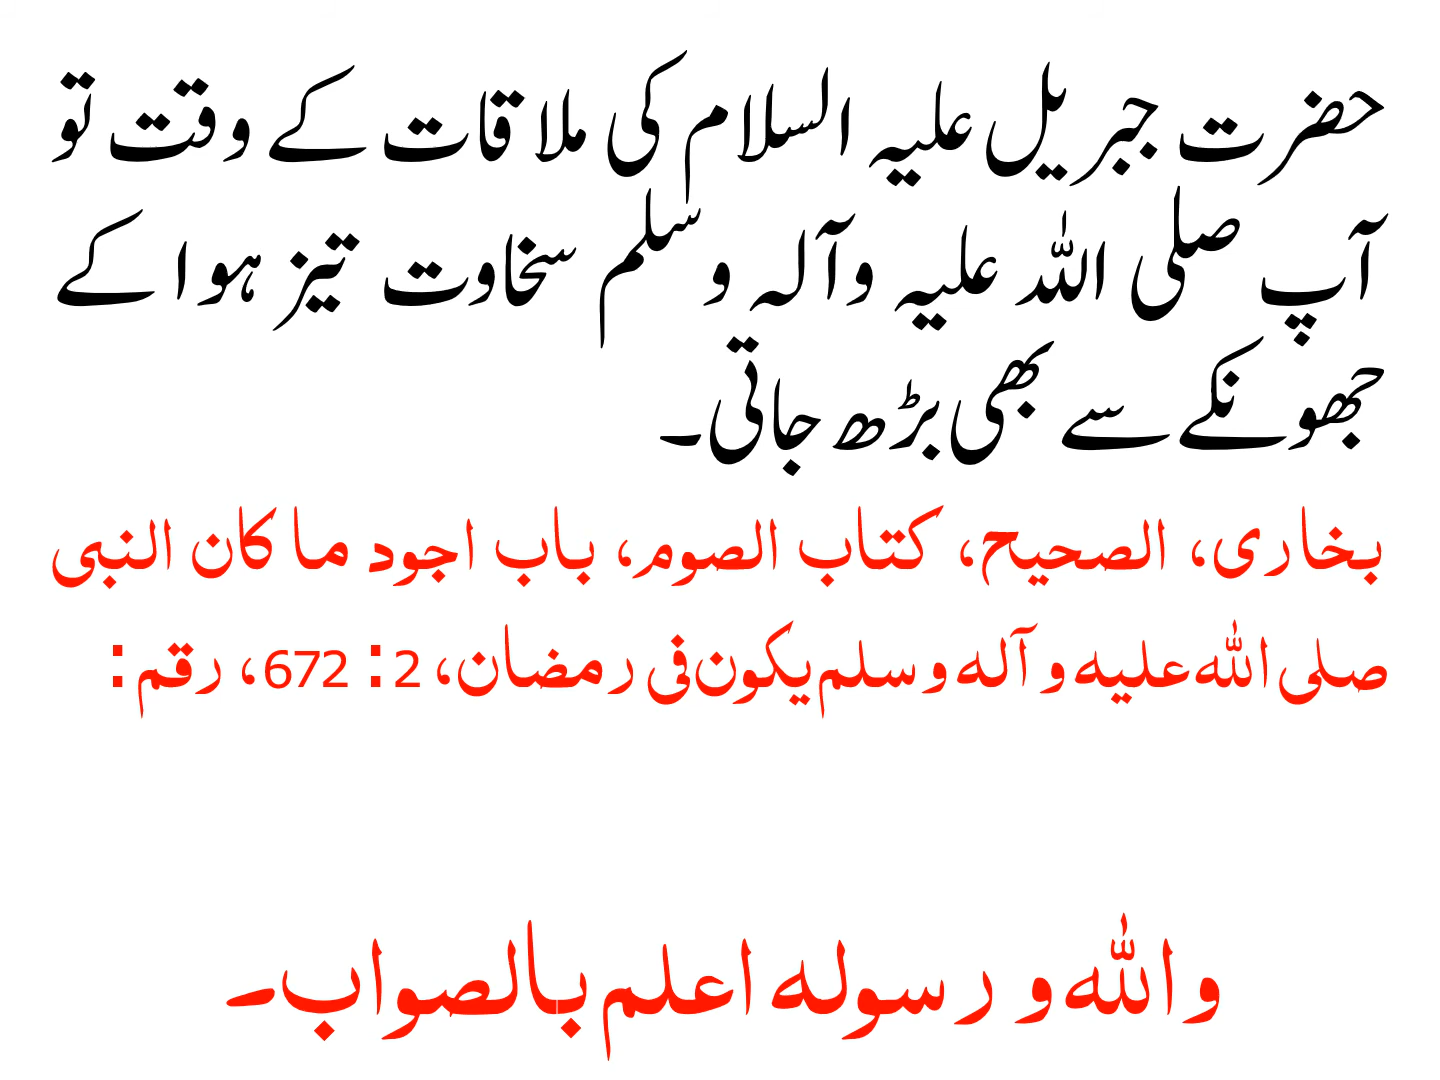 حضرت جبریل علیہ السلام کی ملاقات کے وقت تو
آپ صلی اللہ علیہ وآلہ وسلم سخاوت تیز ہوا کے
جھونکے سے بھی بڑھ جاتی۔
بخاری، الصحیح، کتاب الصوم، باب اجود ما کان النبی
صلی اللہ علیہ و آلہ وسلم یکون فی رمضان، 2 : 672، رقم :
واللہ و رسولہ اعلم بالصواب۔